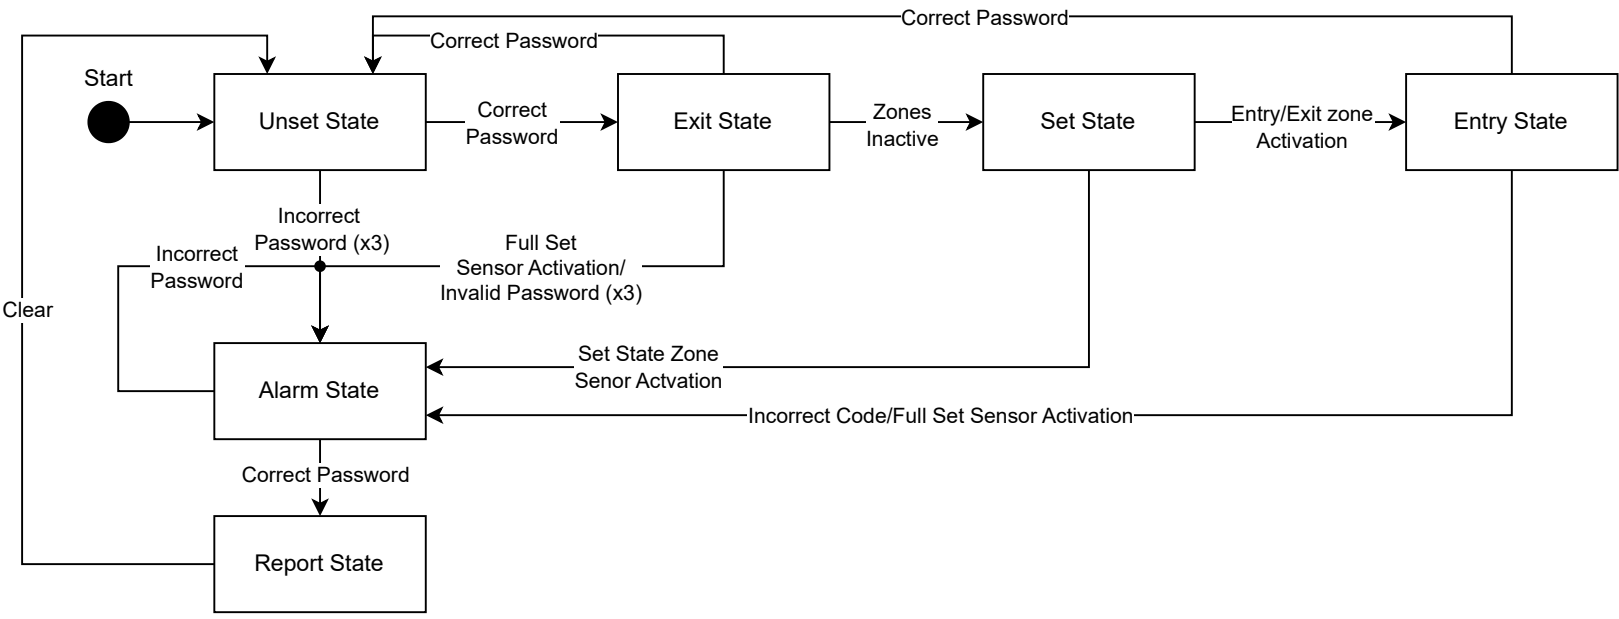 Correct Password
Correct Password
Start
Unset State
Correct
Password
Exit State
Zones
Inactive
Set State
Entry/Exit zone
Activation
Entry State
Incorrect
Password (x3)
Incorrect
Password
Full Set
Sensor Activation/
Invalid Password (x3)
Clear
Set State Zone
Senor Actvation
Alarm State
Incorrect Code/Full Set Sensor Activation
Correct Password
Report State